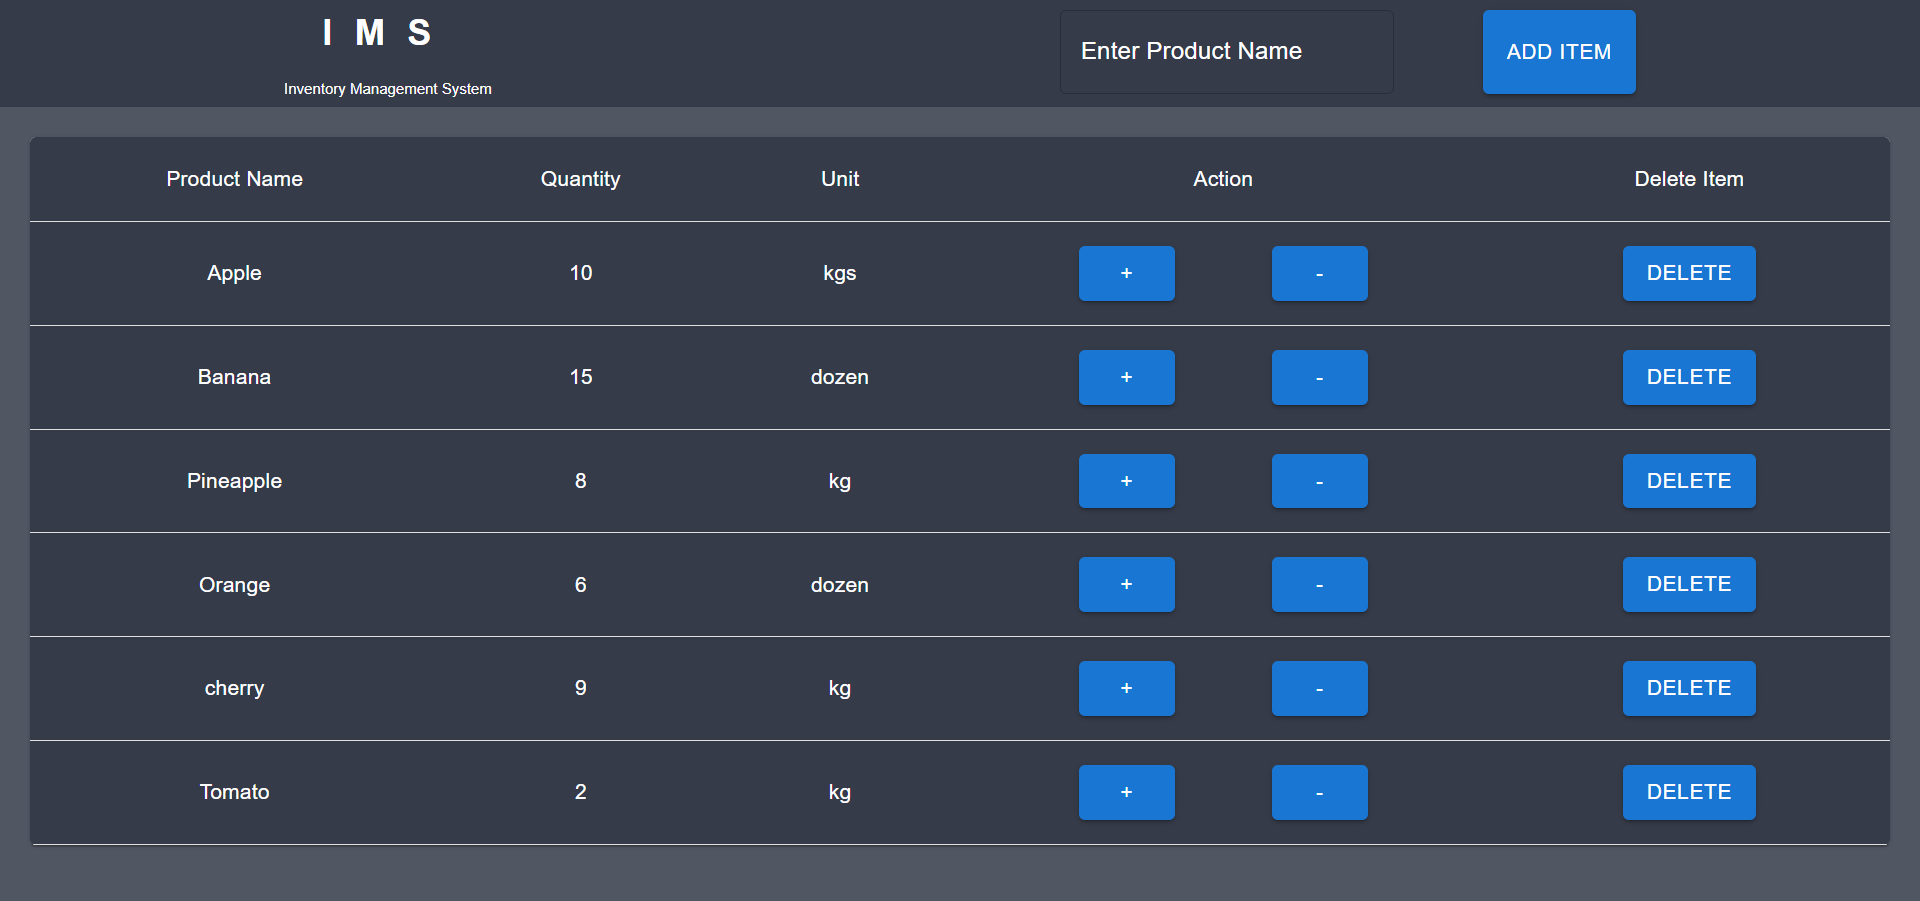 I M S
Inventory Management System
Enter Product Name
ADD ITEM
Product Name Quantity Unit Action Delete Item
Apple 10 kgs + - DELETE
Banana 15 dozen + - DELETE
Pineapple 8 kg + - DELETE
Orange 6 dozen + - DELETE
cherry 9 kg + - DELETE
Tomato 2 kg + - DELETE